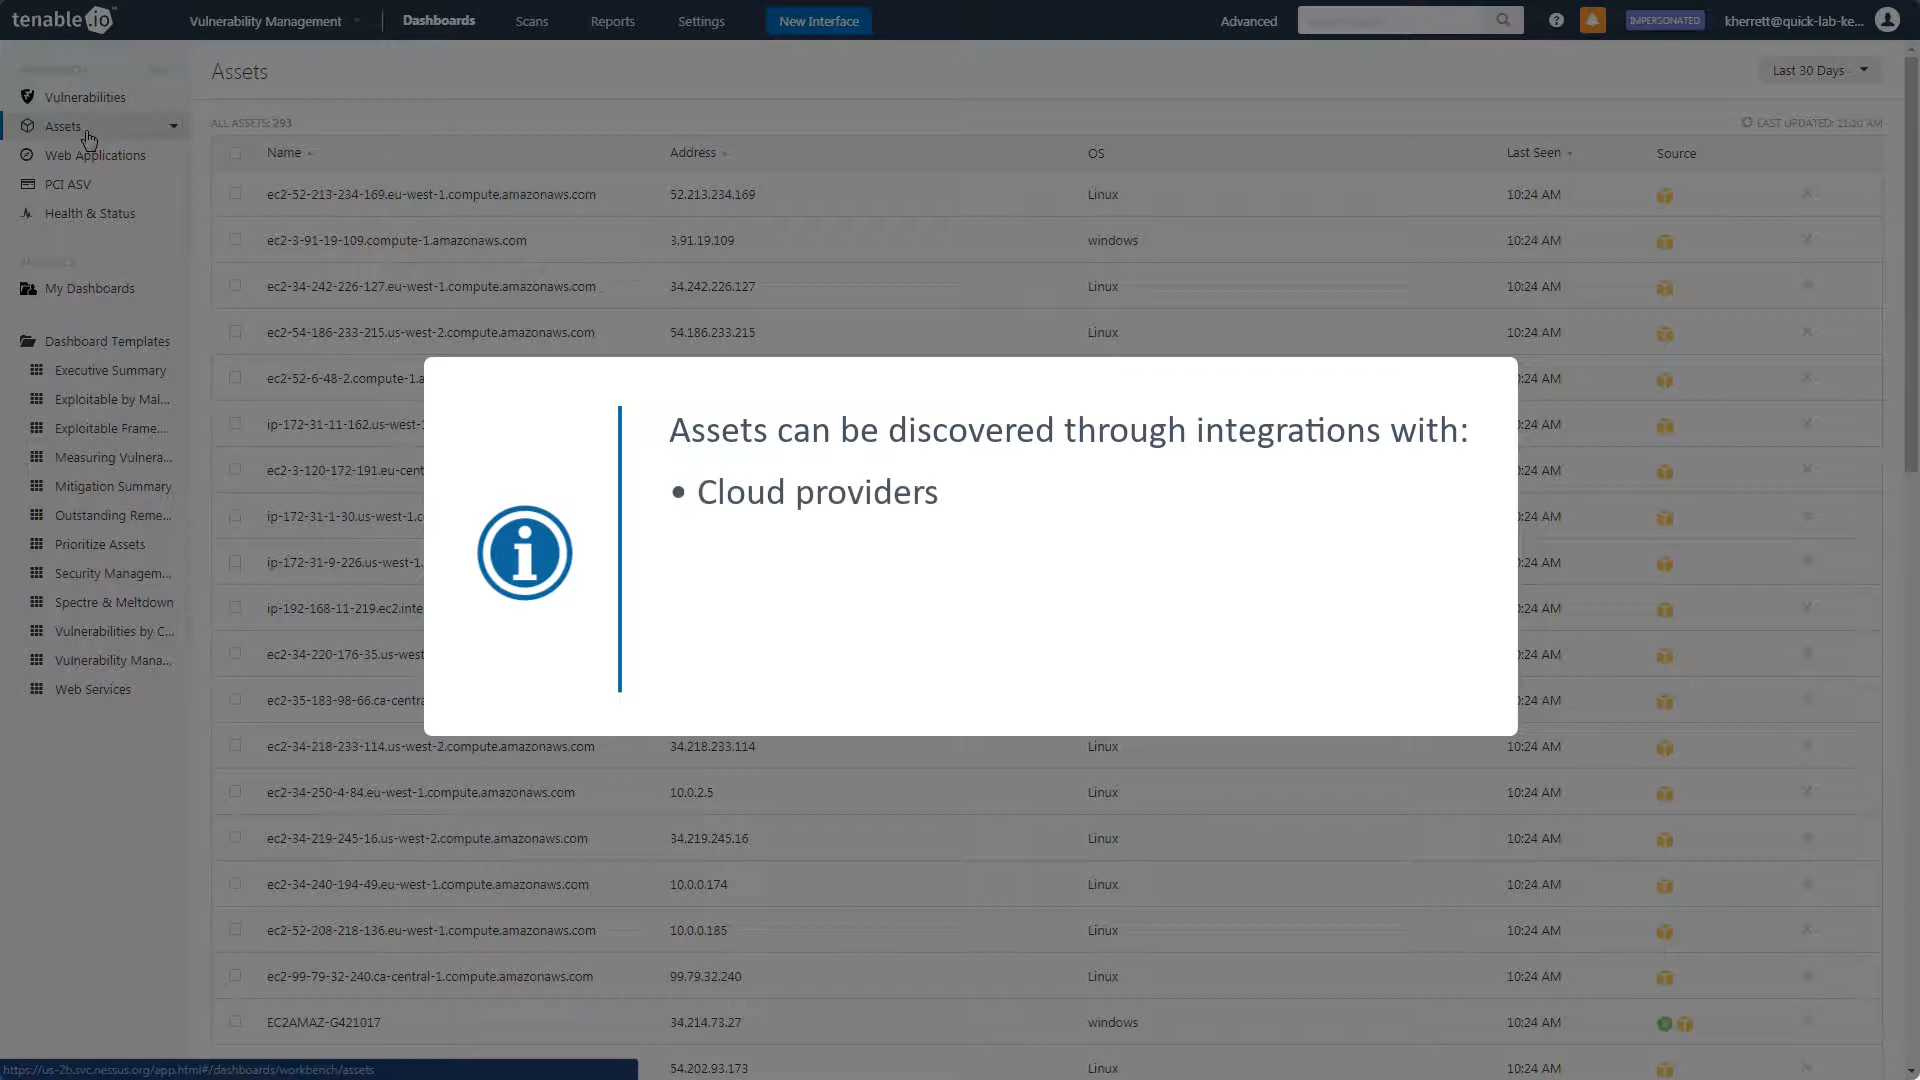 tenable.io™
Vulnerability Management
Dashboards
Scans
Reports
Settings
New Interface
Advanced
IMPERSONATED
kherrett@quick-lab-ke...
Vulnerabilities
Assets
Web Applications
PCI ASV
Health & Status
My Dashboards
Dashboard Templates
Executive Summary
Exploitable by Mal...
Exploitable Frame...
Measuring Vulnera...
Mitigation Summary
Outstanding Reme...
Prioritize Assets
Security Managem...
Spectre & Meltdown
Vulnerabilities by C...
Vulnerability Mana...
Web Services
Assets
Last 30 Days
ALL ASSETS: 293
LAST UPDATED: 11:10 AM
Name Address OS Last Seen Source
ec2-52-213-234-169.eu-west-1.compute.amazonaws.com 52.213.234.169 Linux 10:24 AM
ec2-3-91-19-109.compute-1.amazonaws.com 3.91.19.109 windows 10:24 AM
ec2-34-242-226-127.eu-west-1.compute.amazonaws.com 34.242.226.127 Linux 10:24 AM
ec2-54-186-233-215.us-west-2.compute.amazonaws.com 54.186.233.215 Linux 10:24 AM
ec2-52-6-48-2.compute-1.a :24 AM
ip-172-31-11-162.us-west- :24 AM
ec2-3-120-172-191.eu-cent :24 AM
ip-172-31-1-30.us-west-1.c :24 AM
ip-172-31-9-226.us-west-1. :24 AM
ip-192-168-11-219.ec2.inte :24 AM
ec2-34-220-176-35.us-west :24 AM
ec2-35-183-98-66.ca-centra :24 AM
Assets can be discovered through integrations with:
• Cloud providers
ec2-34-218-233-114.us-west-2.compute.amazonaws.com 34.218.233.114 Linux 10:24 AM
ec2-34-250-4-84.eu-west-1.compute.amazonaws.com 10.0.2.5 Linux 10:24 AM
ec2-34-219-245-16.us-west-2.compute.amazonaws.com 34.219.245.16 Linux 10:24 AM
ec2-34-240-194-49.eu-west-1.compute.amazonaws.com 10.0.0.174 Linux 10:24 AM
ec2-52-208-218-136.eu-west-1.compute.amazonaws.com 10.0.0.185 Linux 10:24 AM
ec2-99-79-32-240.ca-central-1.compute.amazonaws.com 99.79.32.240 Linux 10:24 AM
EC2AMAZ-G421017 34.214.73.27 windows 10:24 AM
54.202.93.173 Linux 10:24 AM
https://us-2b.svc.nessus.org/app.html#/dashboards/workbench/assets